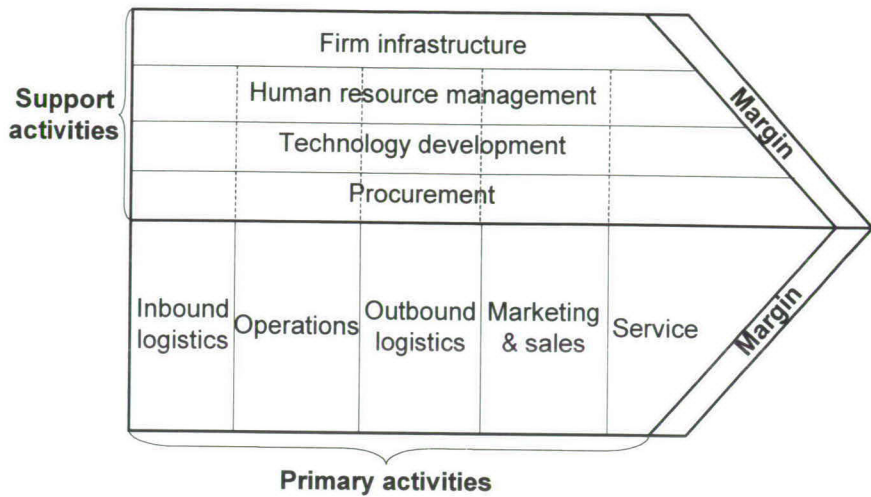 Firm infrastructure
Support
activities
Human resource management
Technology development
Procurement
Margin
Inbound
logistics
Operations
Outbound
logistics
Marketing
& sales
Service
Margin
Primary activities